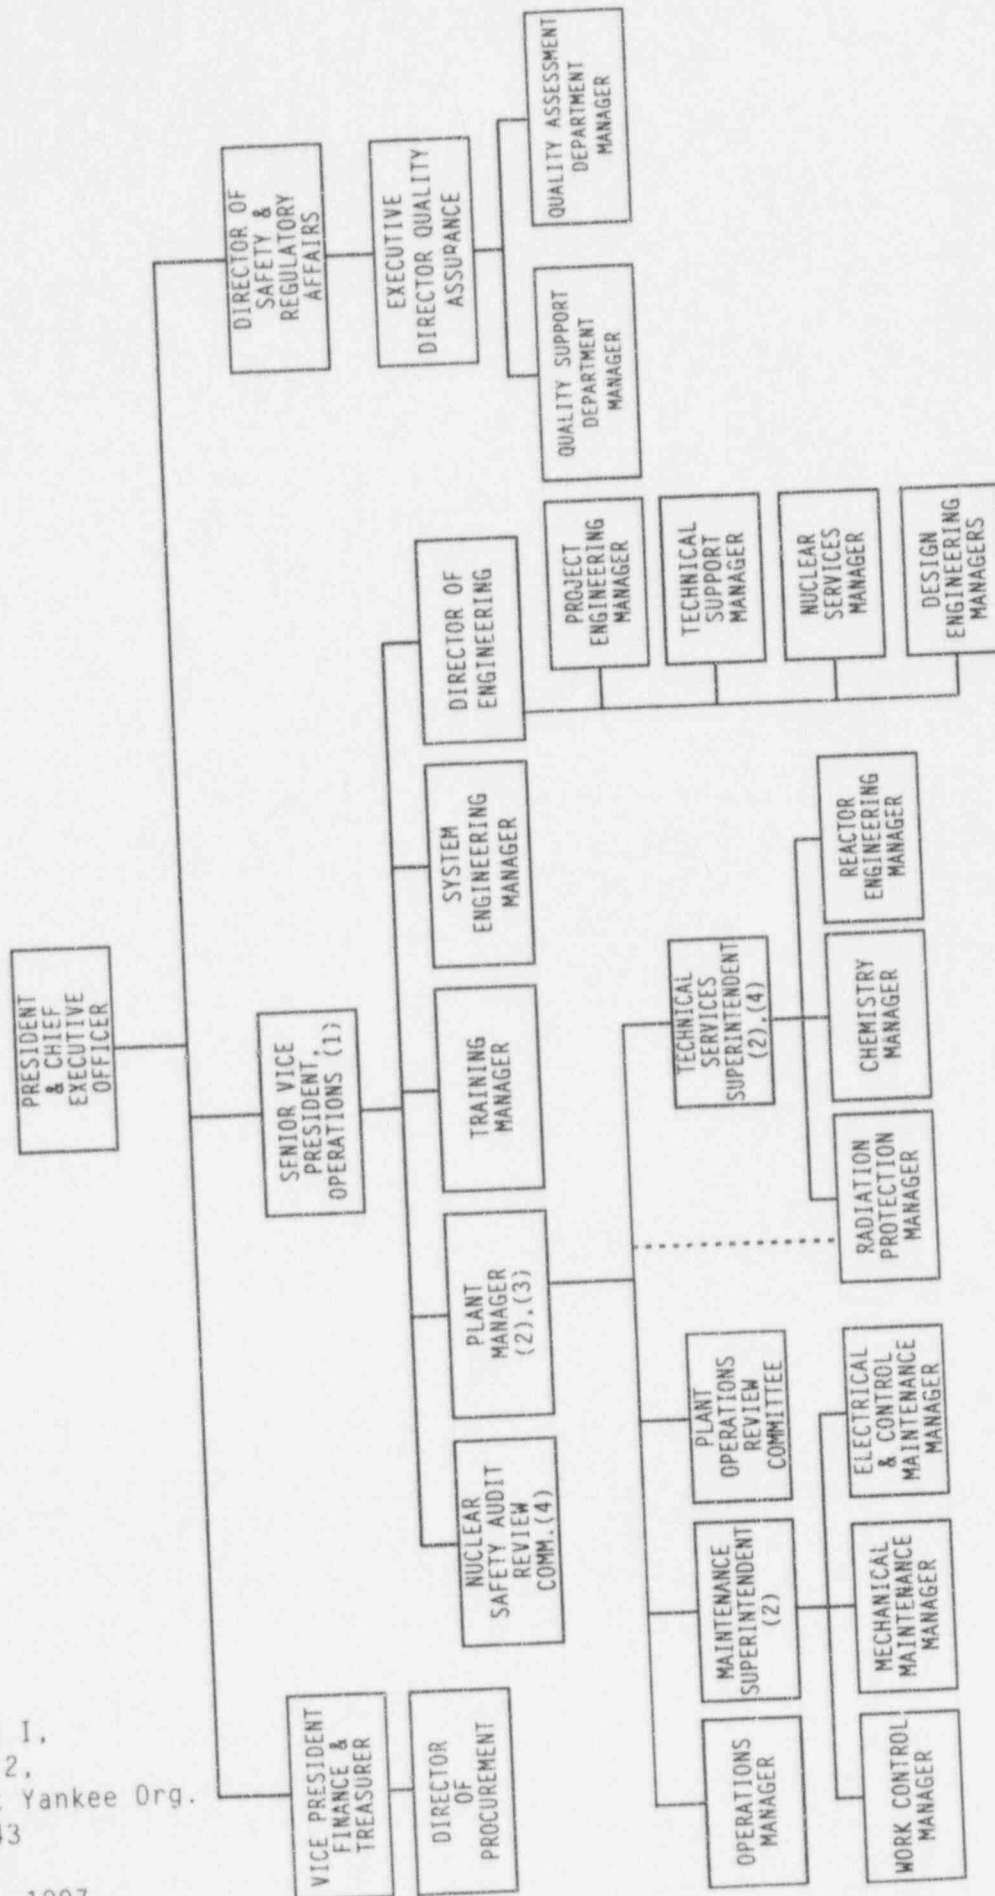 PRESIDENT
& CHIEF
EXECUTIVE
OFFICER
VICE PRESIDENT
FINANCE &
TREASURER
DIRECTOR
OF
PROCUREMENT
SENIOR VICE
PRESIDENT,
OPERATIONS (1)
DIRECTOR OF
SAFETY &
REGULATORY
AFFAIRS
EXECUTIVE
DIRECTOR QUALITY
ASSURANCE
QUALITY SUPPORT
DEPARTMENT
MANAGER
QUALITY ASSESSMENT
DEPARTMENT
MANAGER
NUCLEAR
SAFETY AUDIT
REVIEW
COMM.(4)
PLANT
MANAGER
(2),(3)
TRAINING
MANAGER
SYSTEM
ENGINEERING
MANAGER
DIRECTOR OF
ENGINEERING
PROJECT
ENGINEERING
MANAGER
TECHNICAL
SUPPORT
MANAGER
NUCLEAR
SERVICES
MANAGER
DESIGN
ENGINEERING
MANAGERS
OPERATIONS
MANAGER
MAINTENANCE
SUPERINTENDENT
(2)
PLANT
OPERATIONS
REVIEW
COMMITTEE
TECHNICAL
SERVICES
SUPERINTENDENT
(2),(4)
WORK CONTROL
MANAGER
MECHANICAL
MAINTENANCE
MANAGER
ELECTRICAL
& CONTROL
MAINTENANCE
MANAGER
RADIATION
PROTECTION
MANAGER
CHEMISTRY
MANAGER
REACTOR
ENGINEERING
MANAGER
I,
2,
Yankee Org.
43